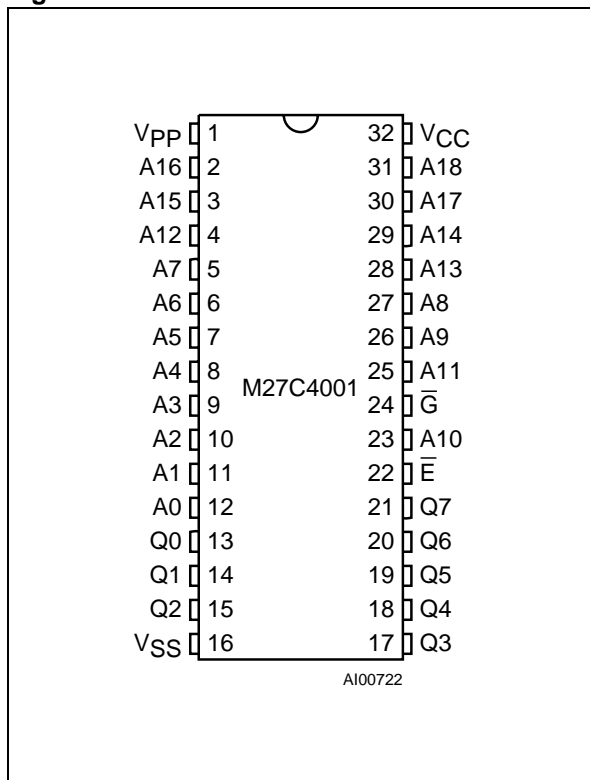 VPP 1 32 VCC
A16 2 31 A18
A15 3 30 A17
A12 4 29 A14
A7 5 28 A13
A6 6 27 A8
A5 7 26 A9
A4 8 25 A11
M27C4001
A3 9 24 G̅
A2 10 23 A10
A1 11 22 E̅
A0 12 21 Q7
Q0 13 20 Q6
Q1 14 19 Q5
Q2 15 18 Q4
VSS 16 17 Q3
AI00722